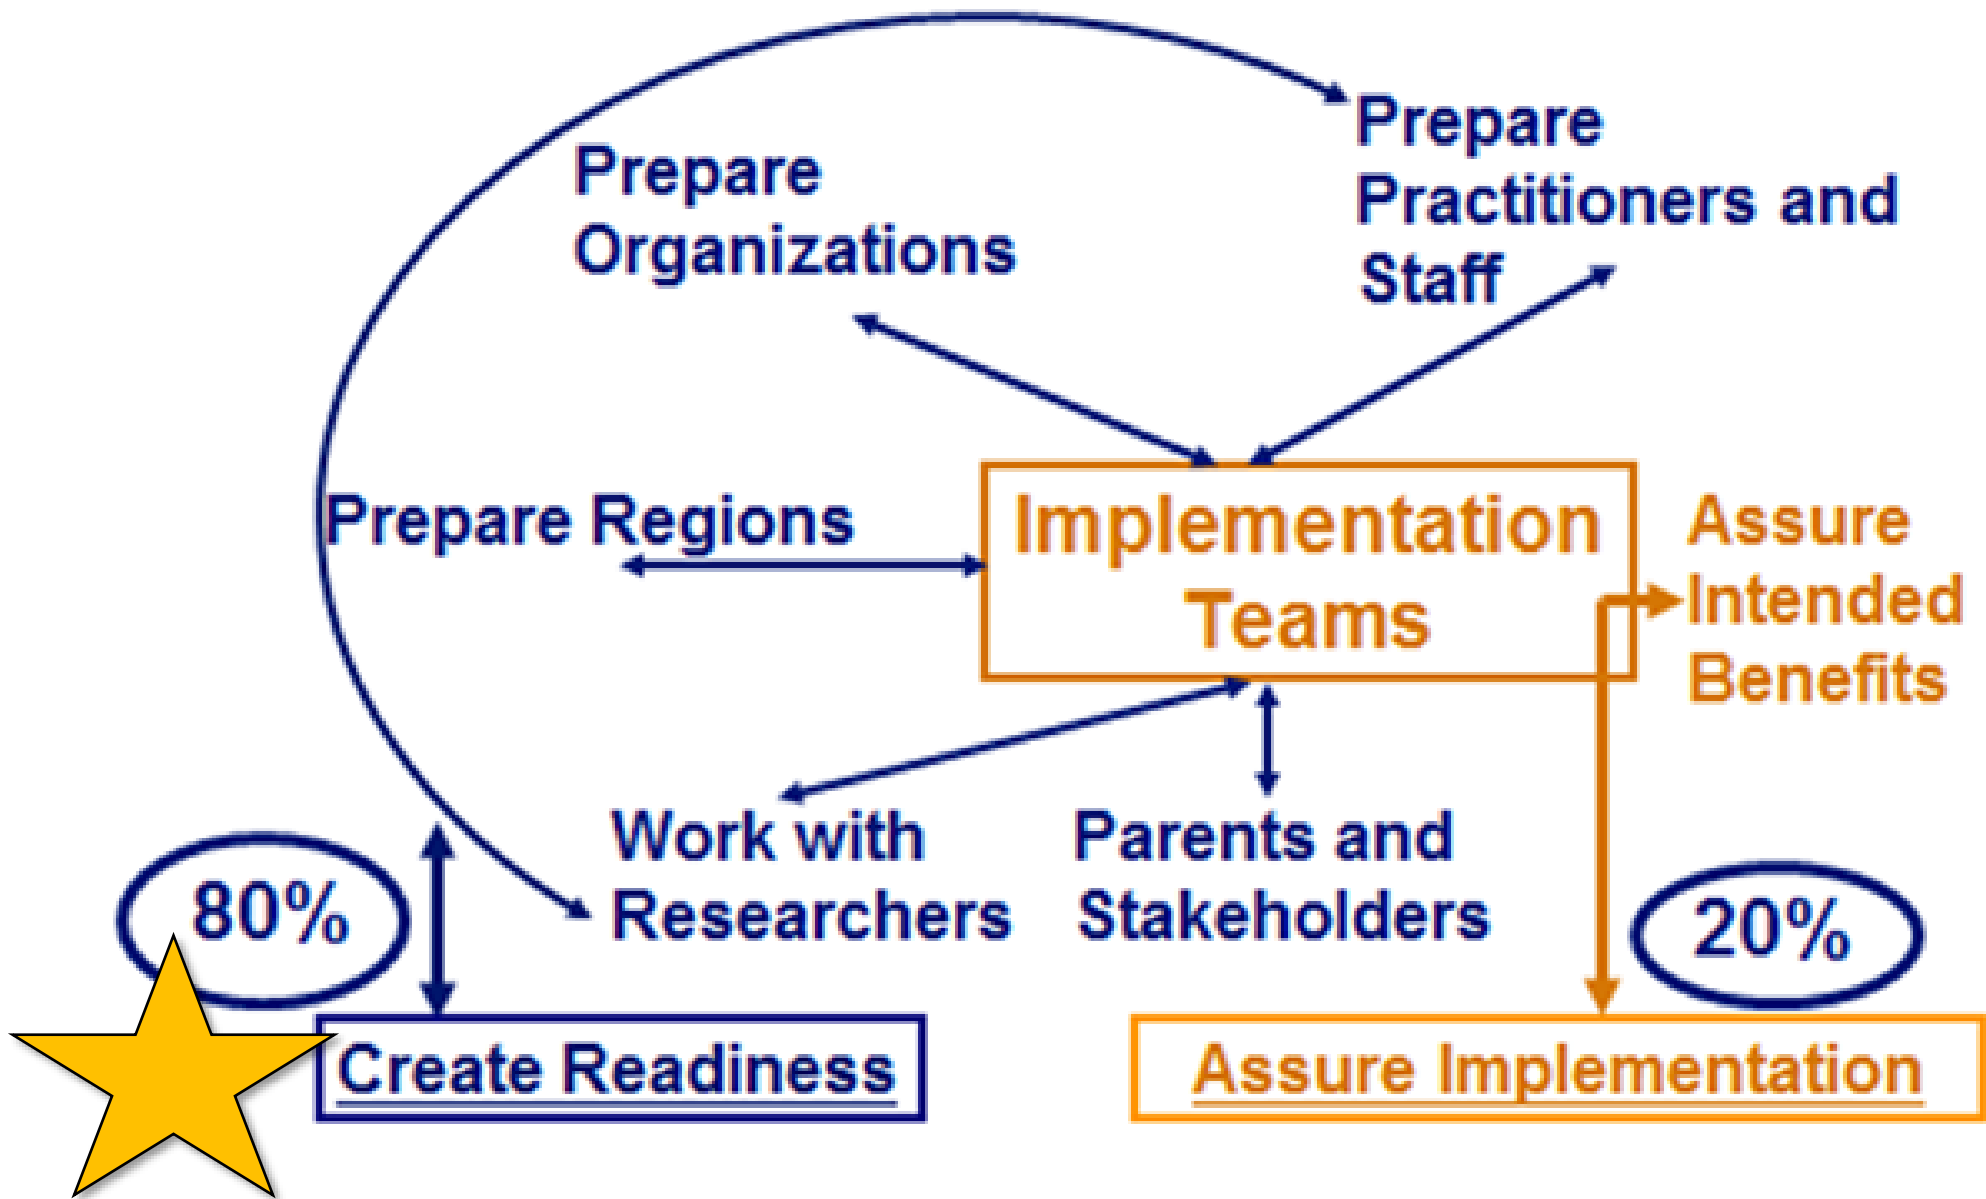 Prepare
Organizations
Prepare
Practitioners and
Staff
Prepare Regions
Implementation
Teams
Assure
Intended
Benefits
Work with
Researchers
Parents and
Stakeholders
80%
20%
Create Readiness
Assure Implementation